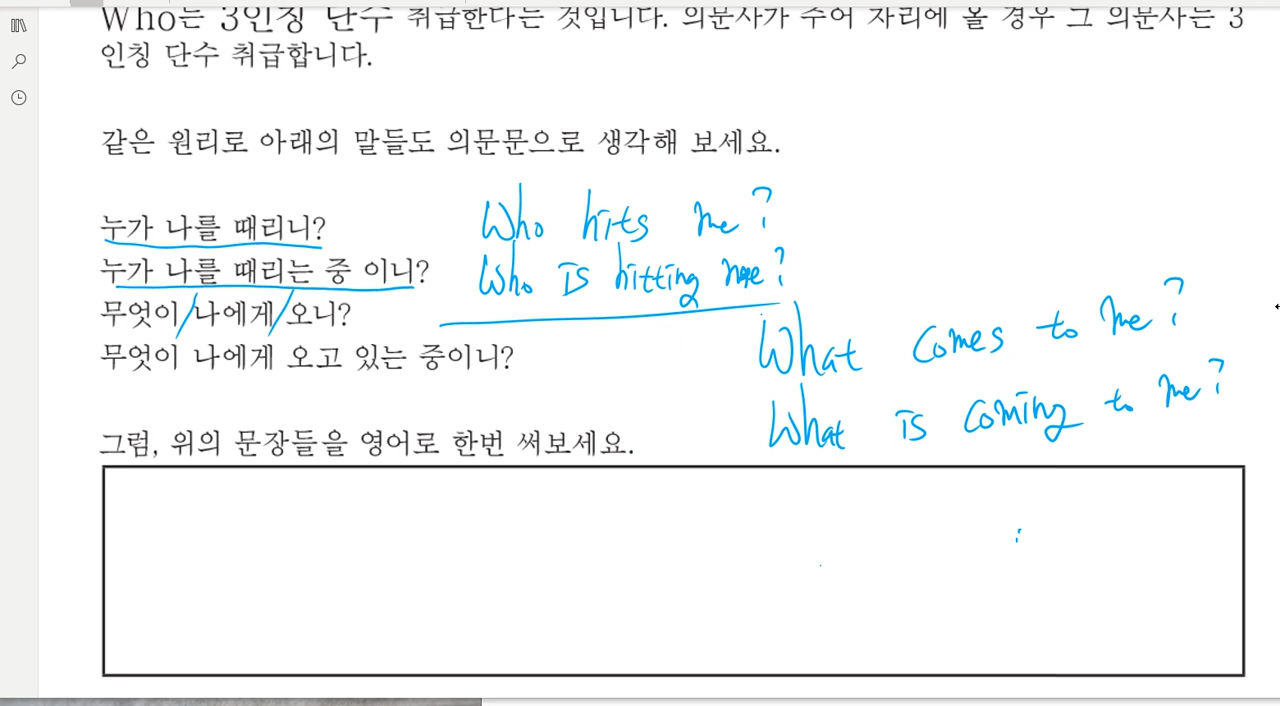 Who는 3인칭 단수 취급한다는 것입니다. 의문사가 주어 자리에 올 경우 그 의문사는 3
인칭 단수 취급합니다.
같은 원리로 아래의 말들도 의문문으로 생각해 보세요.
누가 나를 때리니? Who hits me?
누가 나를 때리는 중 이니? Who is hitting me?
무엇이/나에게/오니? What comes to me?
무엇이 나에게 오고 있는 중이니? What is coming to me?
그럼, 위의 문장들을 영어로 한번 써보세요.